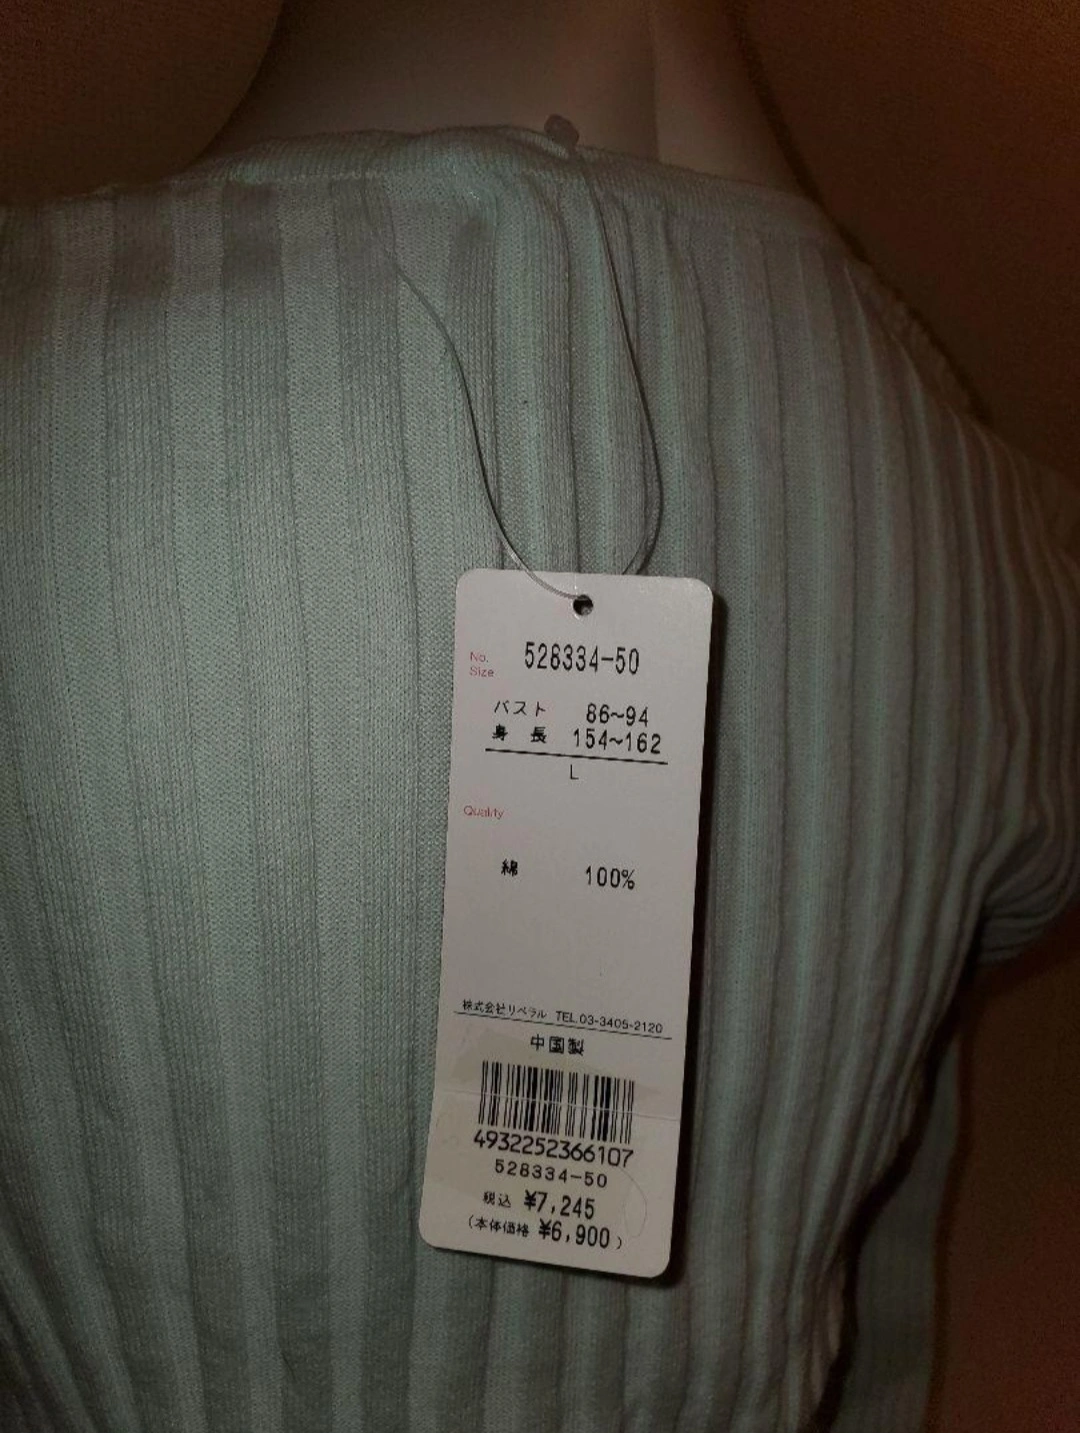 No. 528334-50
Size
バスト 86~94
身 長 154~162
L
Quality
綿 100%
株式会社リベラル TEL.03-3405-2120
中国製
4932252366107
528334-50
税込 ¥7,245
(本体価格 ¥6,900)